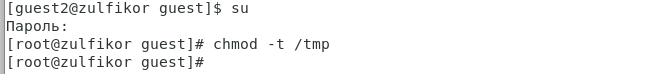 [guest2@zulfikor guest]$ su
Пароль:
[root@zulfikor guest]# chmod -t /tmp
[root@zulfikor guest]#